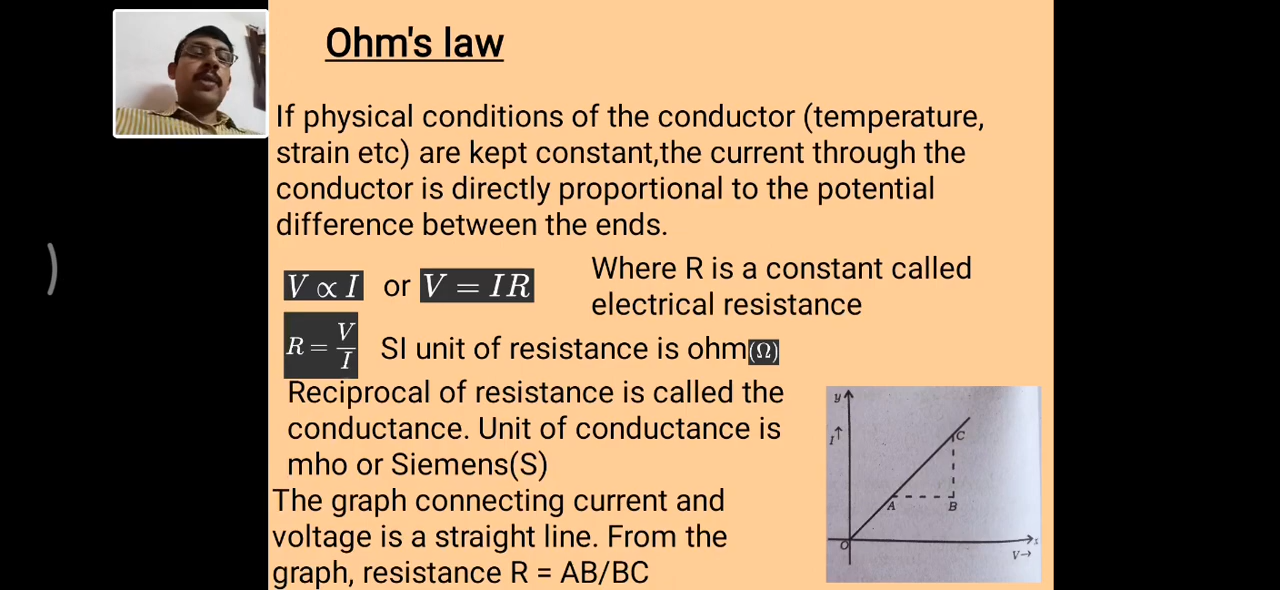 Ohm's law
If physical conditions of the conductor (temperature,
strain etc) are kept constant,the current through the
conductor is directly proportional to the potential
difference between the ends.
V ∝ I or V = IR
Where R is a constant called
electrical resistance
R = V/I SI unit of resistance is ohm(Ω)
Reciprocal of resistance is called the
conductance. Unit of conductance is
mho or Siemens(S)
The graph connecting current and
voltage is a straight line. From the
graph, resistance R = AB/BC
y
I↑
C
A B
O x
V→